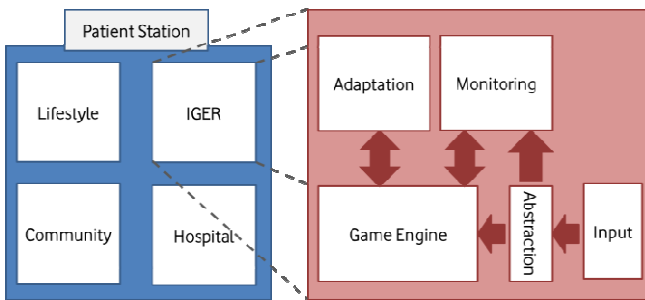 Patient Station
Lifestyle
IGER
Community
Hospital
Adaptation
Monitoring
Game Engine
Abstraction
Input